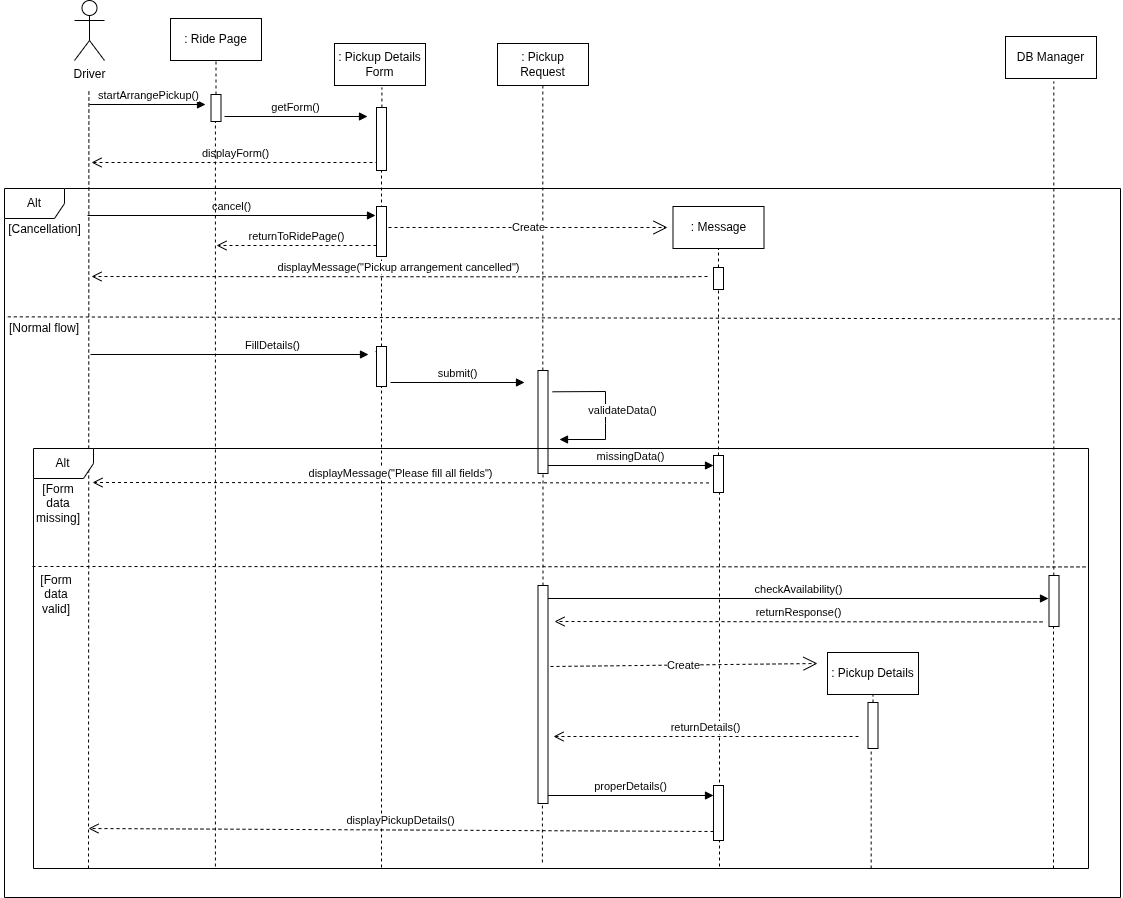 : Ride Page
: Pickup Details
Form
: Pickup
Request
DB Manager
Driver
startArrangePickup()
getForm()
displayForm()
Alt
[Cancellation]
cancel()
Create
: Message
returnToRidePage()
displayMessage("Pickup arrangement cancelled")
[Normal flow]
FillDetails()
submit()
validateData()
Alt
missingData()
displayMessage("Please fill all fields")
[Form
data
missing]
[Form
data
valid]
checkAvailability()
returnResponse()
Create
: Pickup Details
returnDetails()
properDetails()
displayPickupDetails()